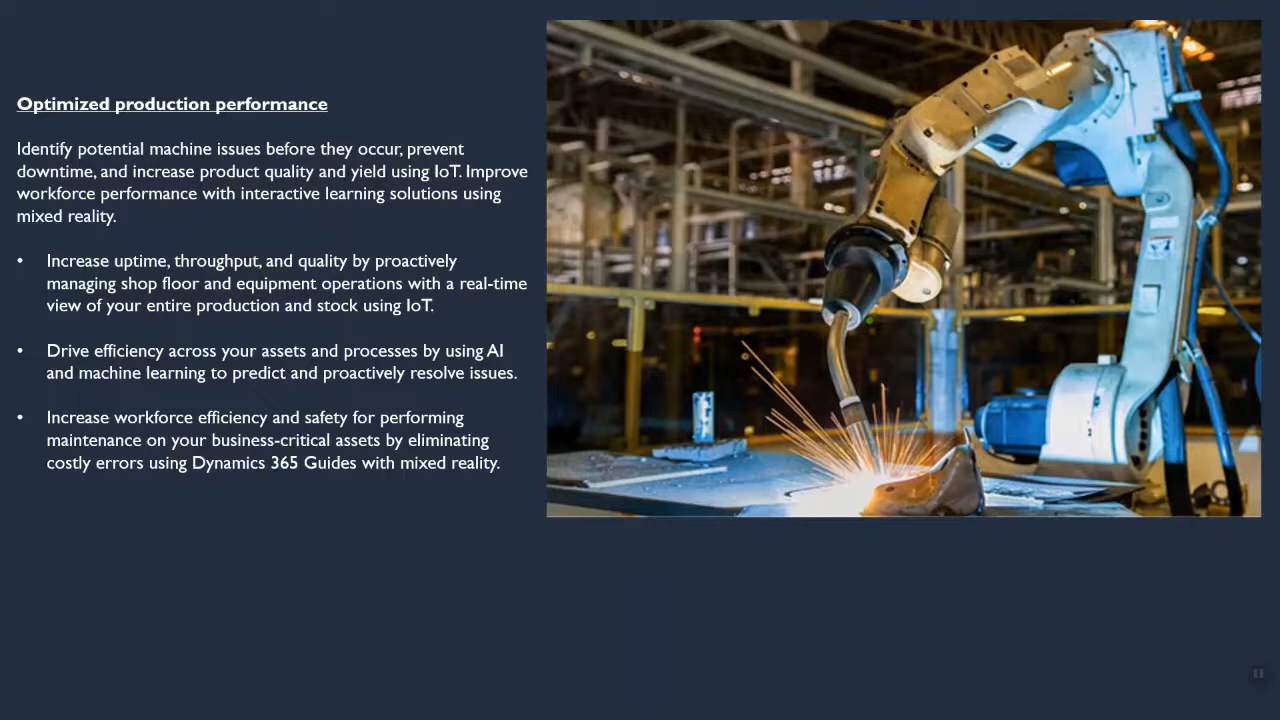 Optimized production performance
Identify potential machine issues before they occur, prevent
downtime, and increase product quality and yield using IoT. Improve
workforce performance with interactive learning solutions using
mixed reality.
• Increase uptime, throughput, and quality by proactively
managing shop floor and equipment operations with a real-time
view of your entire production and stock using IoT.
• Drive efficiency across your assets and processes by using AI
and machine learning to predict and proactively resolve issues.
• Increase workforce efficiency and safety for performing
maintenance on your business-critical assets by eliminating
costly errors using Dynamics 365 Guides with mixed reality.